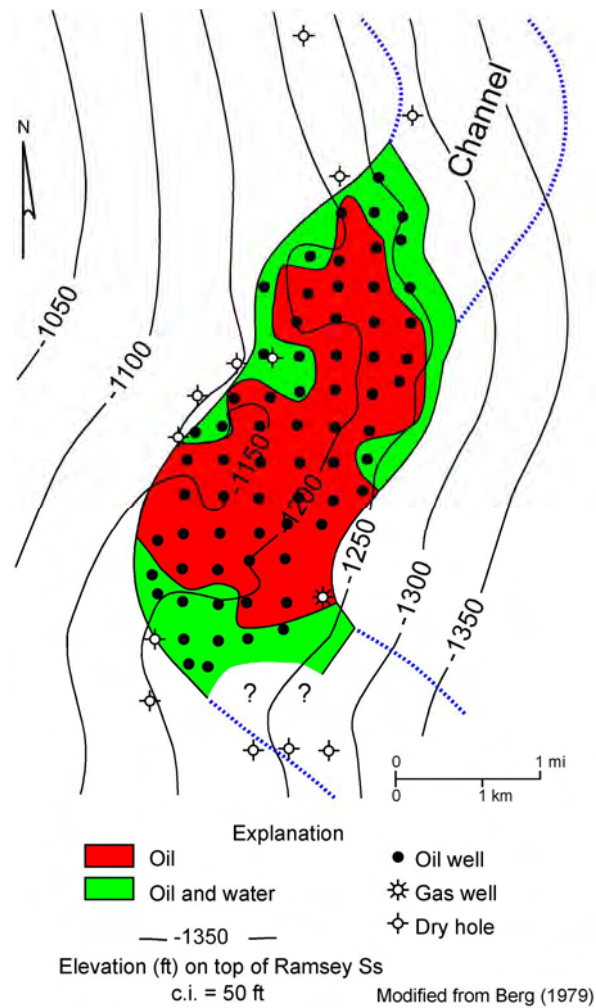 Channel
N
-1050
-1100
-1150
-1200
-1250
-1300
-1350
? ?
0 1 mi
0 1 km
Explanation
Oil
Oil and water
Oil well
Gas well
Dry hole
-1350
Elevation (ft) on top of Ramsey Ss
c.i. = 50 ft
Modified from Berg (1979)